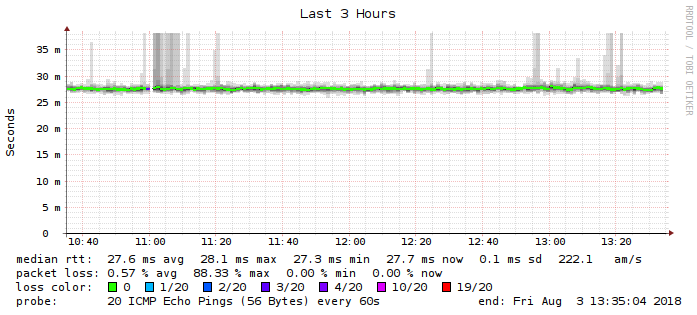 Last 3 Hours
RRDTOOL / TOBI OETIKER
Seconds
35 m
30 m
25 m
20 m
15 m
10 m
5 m
0
10:40 11:00 11:20 11:40 12:00 12:20 12:40 13:00 13:20
median rtt: 27.6 ms avg 28.1 ms max 27.3 ms min 27.7 ms now 0.1 ms sd 222.1 am/s
packet loss: 0.57 % avg 88.33 % max 0.00 % min 0.00 % now
loss color: 0 1/20 2/20 3/20 4/20 10/20 19/20
probe: 20 ICMP Echo Pings (56 Bytes) every 60s end: Fri Aug 3 13:35:04 2018